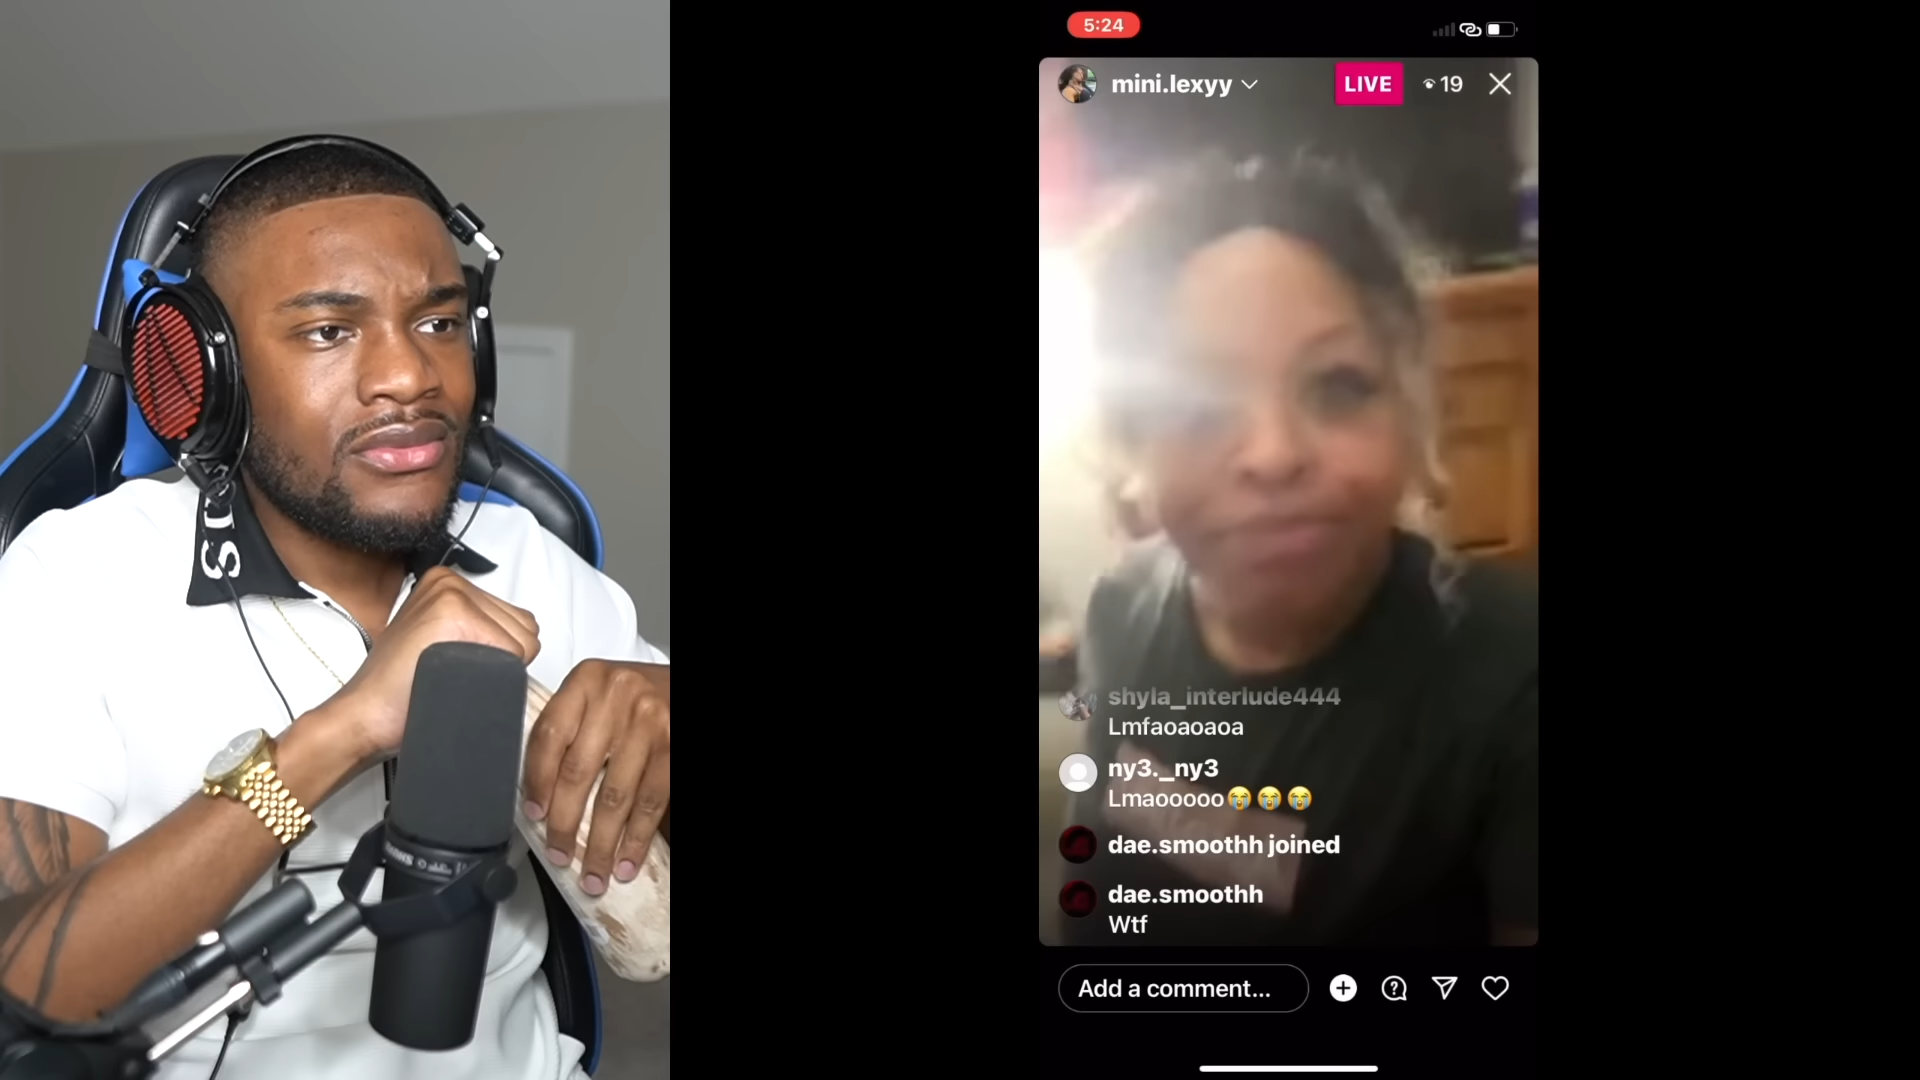 5:24
mini.lexyy
LIVE
19
shyla_interlude444
Lmfaoaoaoa
ny3._ny3
Lmaooooo😭😭😭
dae.smoothh joined
dae.smoothh
Wtf
Add a comment...